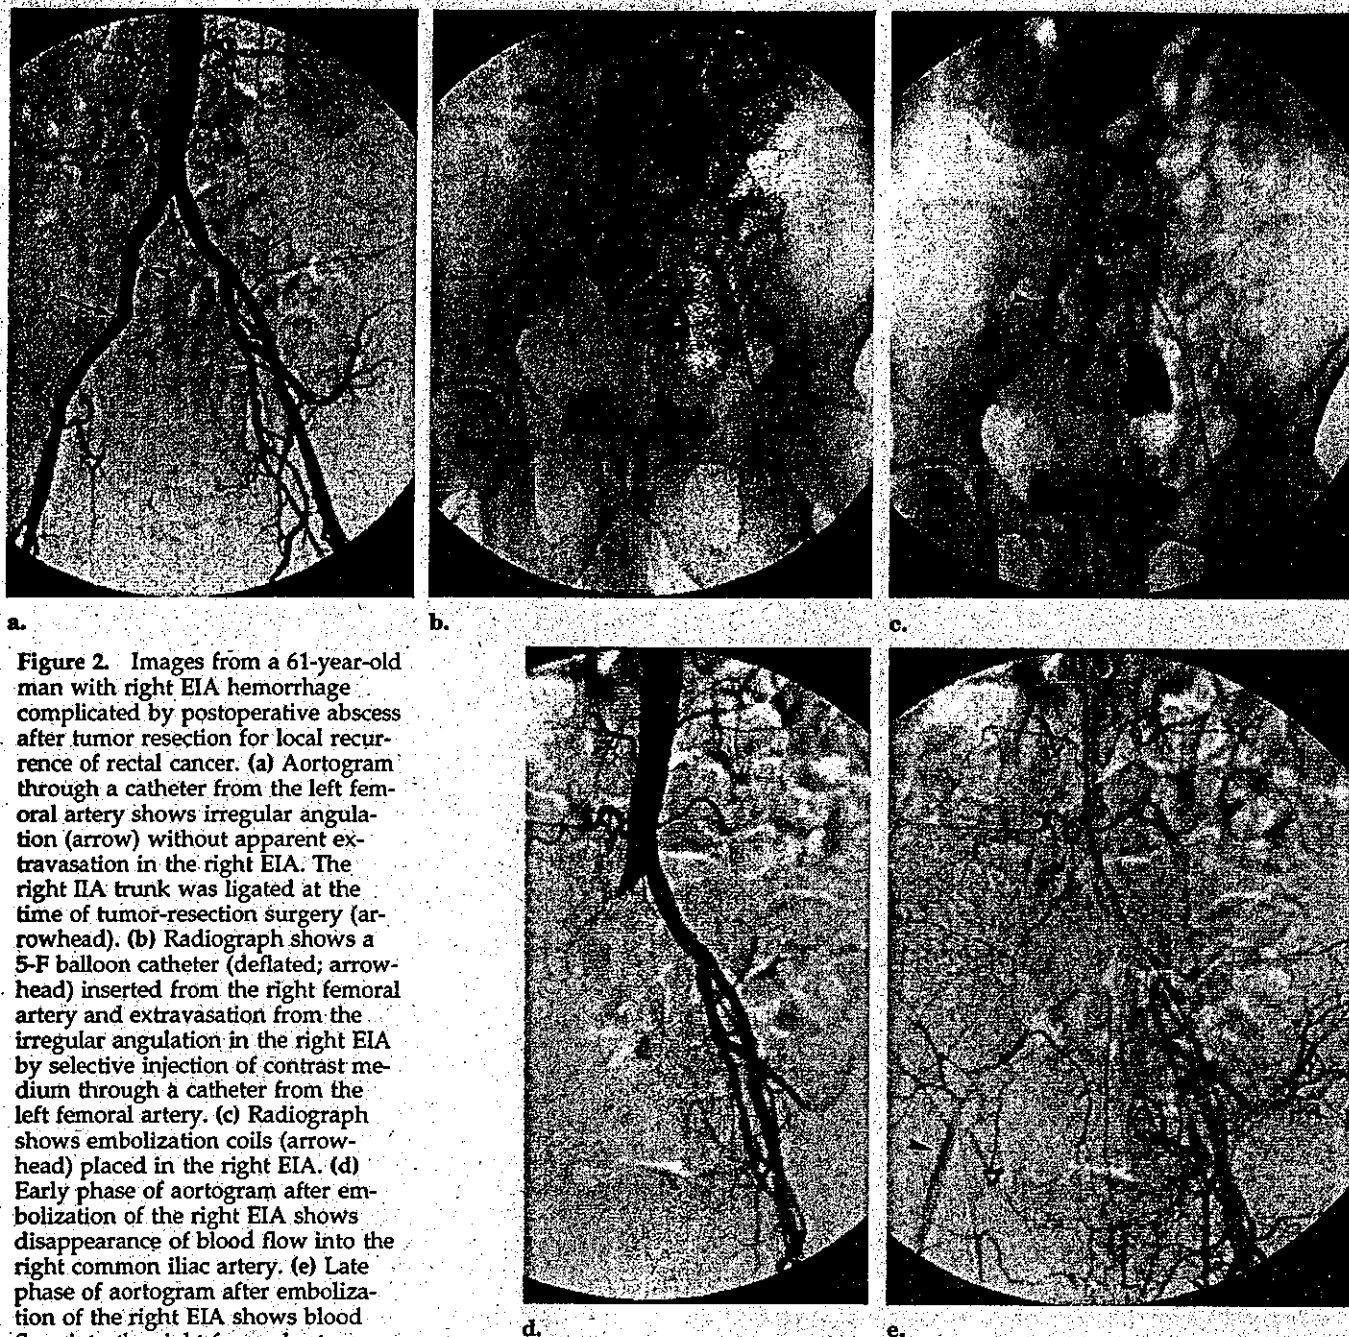 a.
b.
c.
Figure 2. Images from a 61-year-old
man with right EIA hemorrhage
complicated by postoperative abscess
after tumor resection for local recur-
rence of rectal cancer. (a) Aortogram
through a catheter from the left fem-
oral artery shows irregular angula-
tion (arrow) without apparent ex-
travasation in the right EIA. The
right IIA trunk was ligated at the
time of tumor-resection surgery (ar-
rowhead). (b) Radiograph shows a
5-F balloon catheter (deflated; arrow-
head) inserted from the right femoral
artery and extravasation from the
irregular angulation in the right EIA
by selective injection of contrast me-
dium through a catheter from the
left femoral artery. (c) Radiograph
shows embolization coils (arrow-
head) placed in the right EIA. (d)
Early phase of aortogram after em-
bolization of the right EIA shows
disappearance of blood flow into the
right common iliac artery. (e) Late
phase of aortogram after emboliza-
tion of the right EIA shows blood
d.
e.